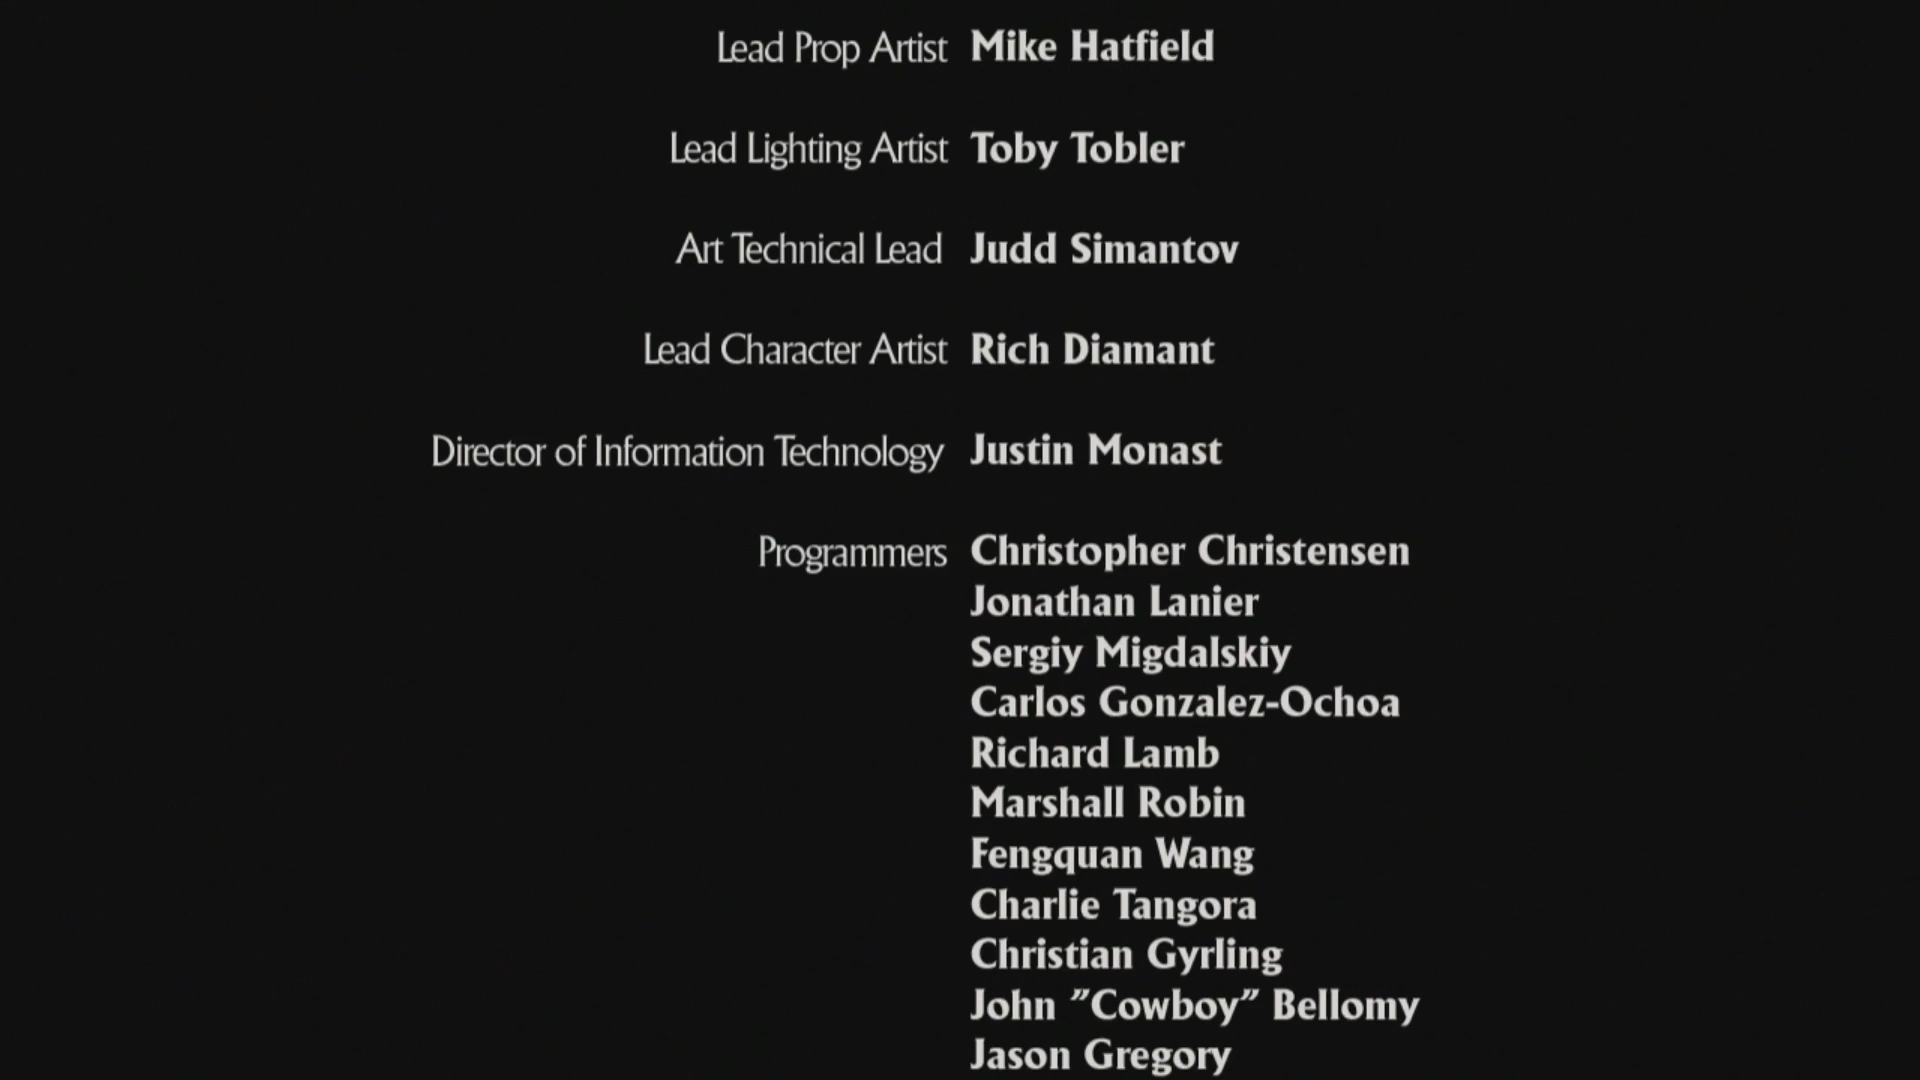 Lead Prop Artist Mike Hatfield
Lead Lighting Artist Toby Tobler
Art Technical Lead Judd Simantov
Lead Character Artist Rich Diamant
Director of Information Technology Justin Monast
Programmers Christopher Christensen
Jonathan Lanier
Sergiy Migdalskiy
Carlos Gonzalez-Ochoa
Richard Lamb
Marshall Robin
Fengquan Wang
Charlie Tangora
Christian Gyrling
John ”Cowboy” Bellomy
Jason Gregory